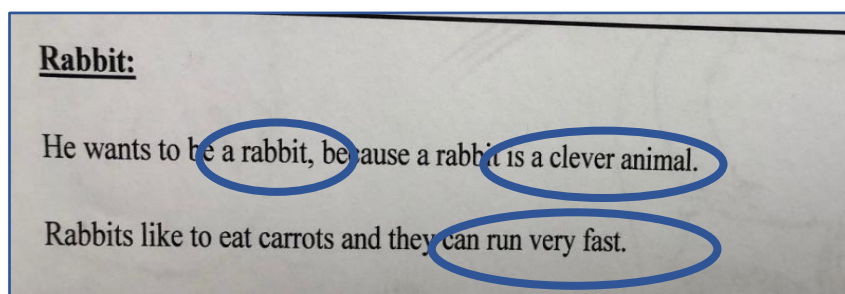 Rabbit:
He wants to be a rabbit, because a rabbit is a clever animal.
Rabbits like to eat carrots and they can run very fast.